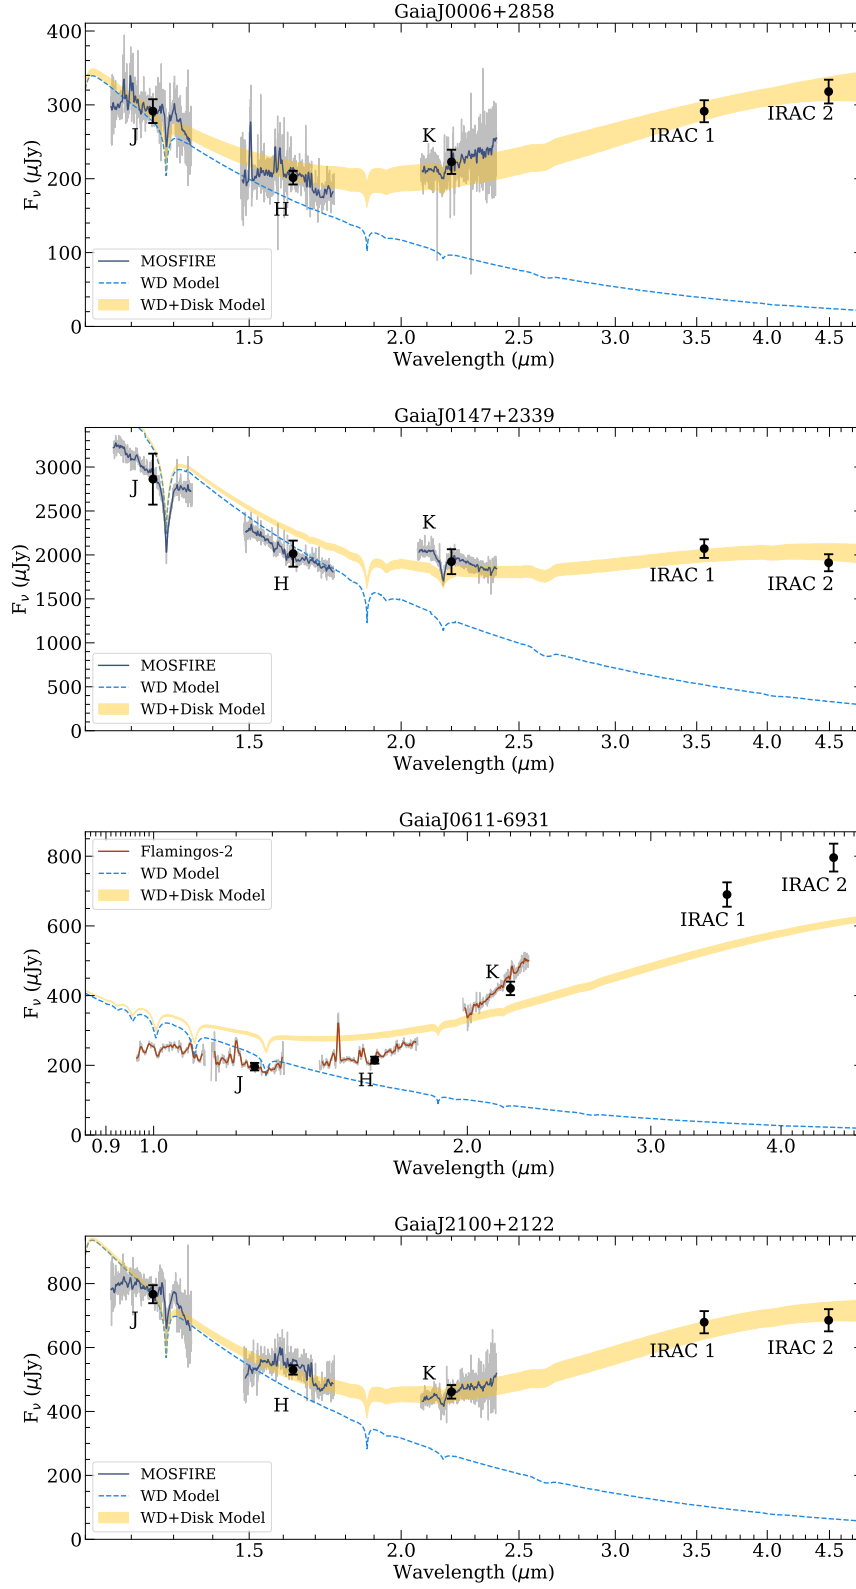 GaiaJ0006+2858
400
300
200
100
0
F_ν (μJy)
J
H
K
IRAC 1
IRAC 2
MOSFIRE
WD Model
WD+Disk Model
1.5 2.0 2.5 3.0 3.5 4.0 4.5
Wavelength (μm)
GaiaJ0147+2339
3000
2500
2000
1500
1000
500
0
F_ν (μJy)
J
H
K
IRAC 1
IRAC 2
MOSFIRE
WD Model
WD+Disk Model
1.5 2.0 2.5 3.0 3.5 4.0 4.5
Wavelength (μm)
GaiaJ0611-6931
800
600
400
200
0
F_ν (μJy)
Flamingos-2
WD Model
WD+Disk Model
J
H
K
IRAC 1
IRAC 2
0.9 1.0 2.0 3.0 4.0
Wavelength (μm)
GaiaJ2100+2122
800
600
400
200
0
F_ν (μJy)
J
H
K
IRAC 1
IRAC 2
MOSFIRE
WD Model
WD+Disk Model
1.5 2.0 2.5 3.0 3.5 4.0 4.5
Wavelength (μm)